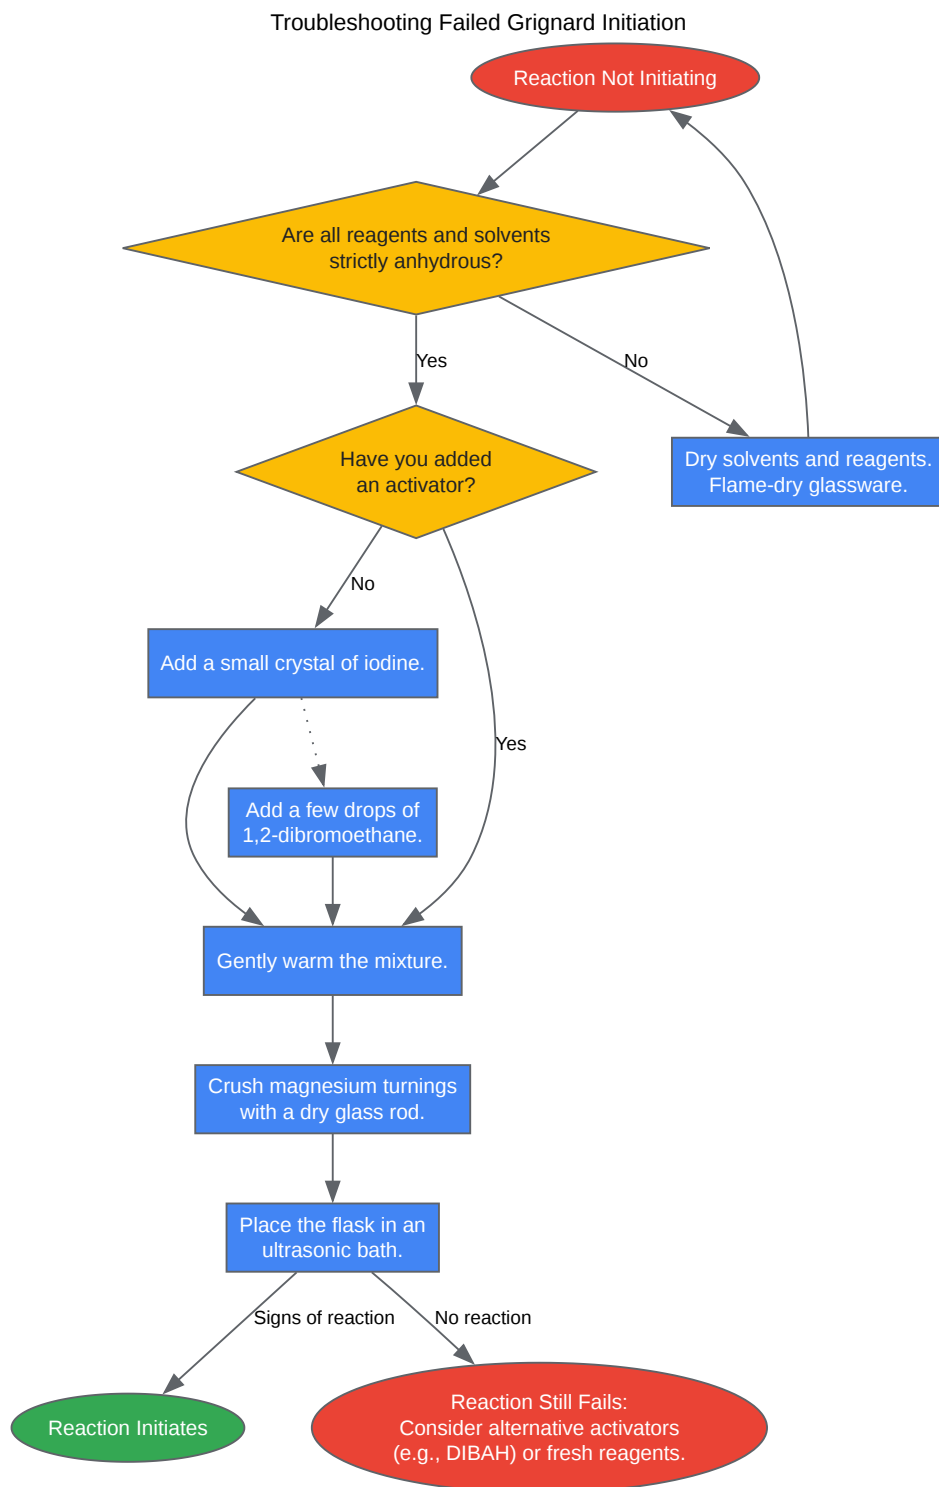 Troubleshooting Failed Grignard Initiation
Reaction Not Initiating
Are all reagents and solvents
strictly anhydrous?
Yes
No
Have you added
an activator?
Dry solvents and reagents.
Flame-dry glassware.
No
Add a small crystal of iodine.
Yes
Add a few drops of
1,2-dibromoethane.
Gently warm the mixture.
Crush magnesium turnings
with a dry glass rod.
Place the flask in an
ultrasonic bath.
Signs of reaction
No reaction
Reaction Initiates
Reaction Still Fails:
Consider alternative activators
(e.g., DIBAH) or fresh reagents.